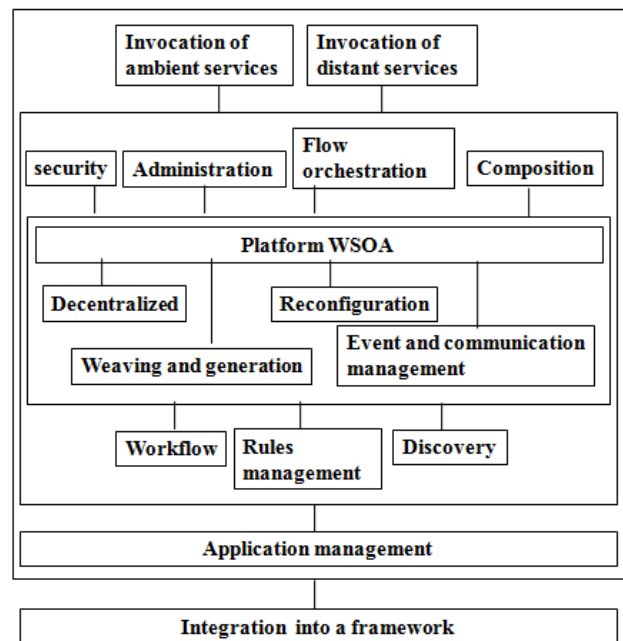 Invocation of
ambient services
Invocation of
distant services
security
Administration
Flow
orchestration
Composition
Platform WSOA
Decentralized
Reconfiguration
Weaving and generation
Event and communication
management
Workflow
Rules
management
Discovery
Application management
Integration into a framework